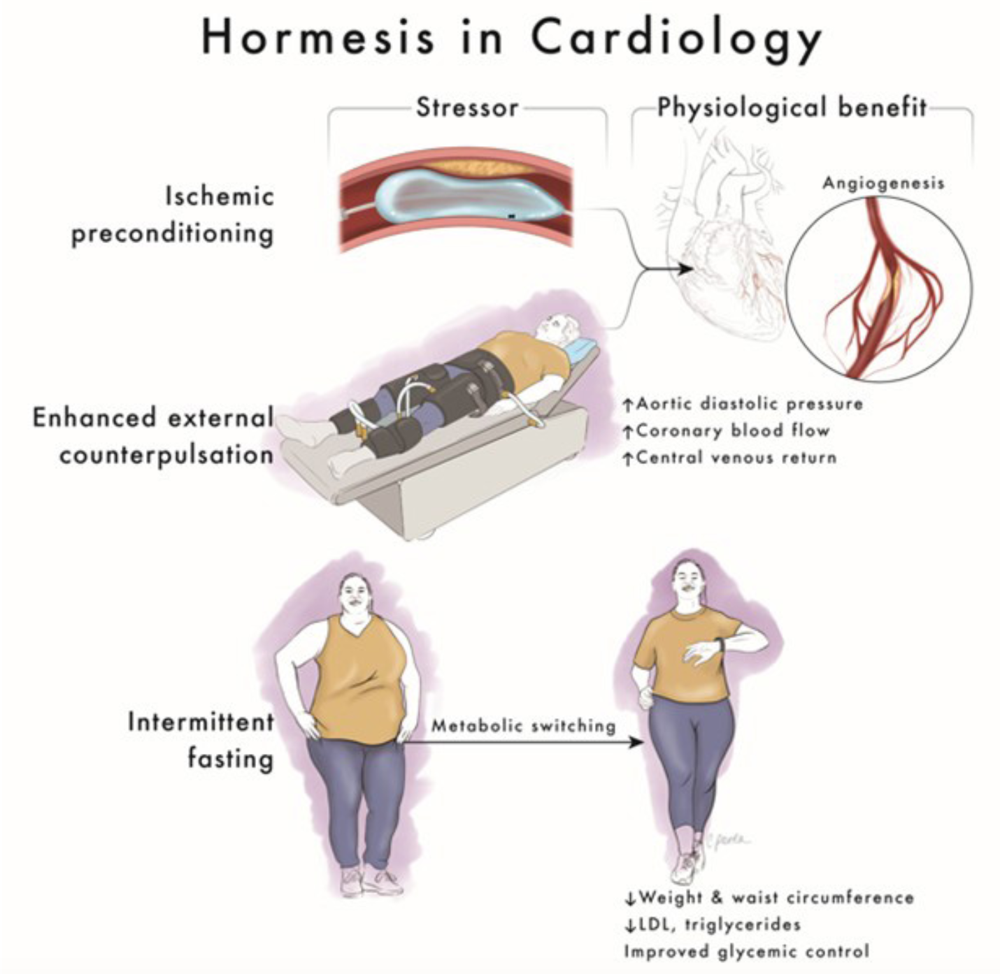 Hormesis in Cardiology
Stressor
Physiological benefit
Ischemic
preconditioning
Angiogenesis
Enhanced external
counterpulsation
↑Aortic diastolic pressure
↑Coronary blood flow
↑Central venous return
Intermittent
fasting
Metabolic switching
↓Weight & waist circumference
↓LDL, triglycerides
Improved glycemic control